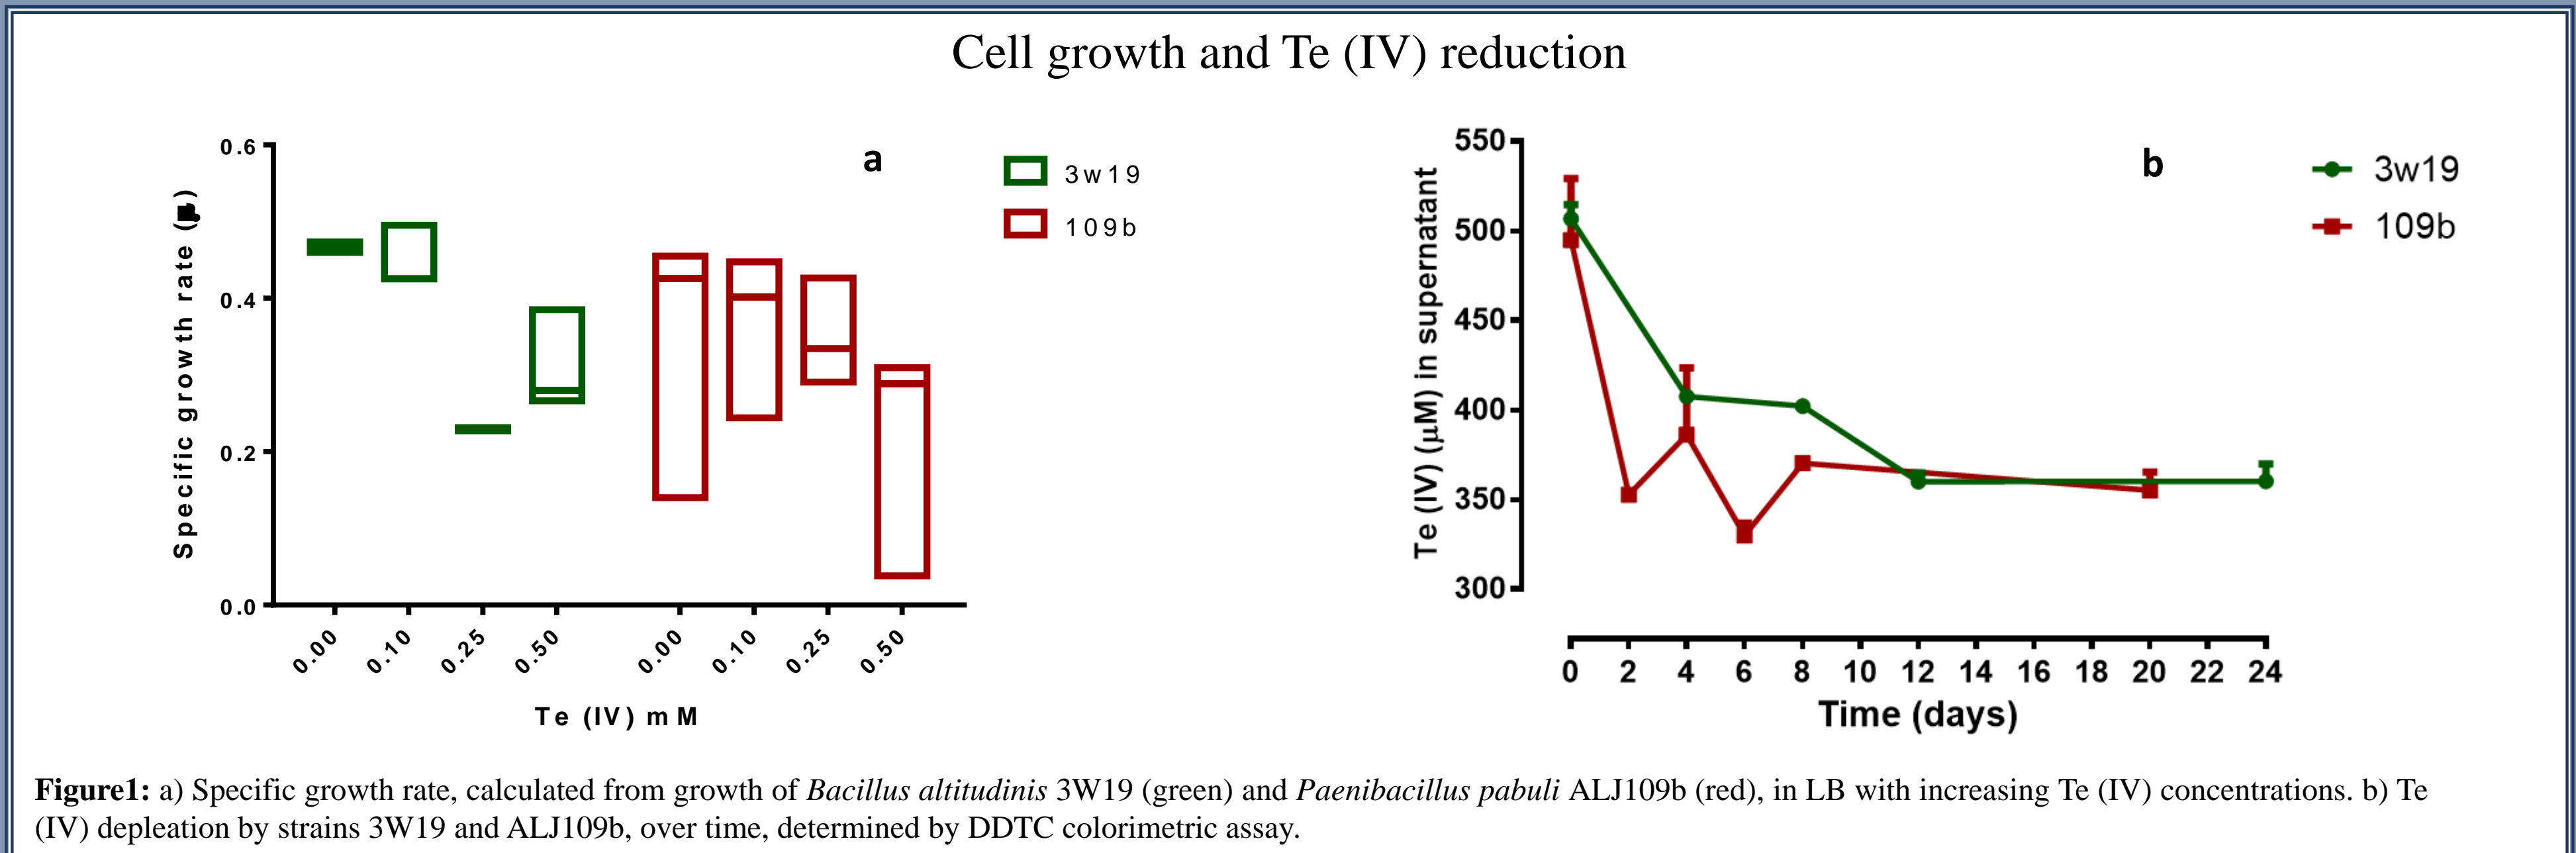 Cell growth and Te (IV) reduction
a
Specific growth rate (
0.6
0.4
0.2
0.0
0.00
0.10
0.25
0.50
0.00
0.10
0.25
0.50
Te (IV) mM
3w19
109b
b
Te (IV) (μM) in supernatant
550
500
450
400
350
300
0 2 4 6 8 10 12 14 16 18 20 22 24
Time (days)
3w19
109b
Figure1: a) Specific growth rate, calculated from growth of Bacillus altitudinis 3W19 (green) and Paenibacillus pabuli ALJ109b (red), in LB with increasing Te (IV) concentrations. b) Te
(IV) depleation by strains 3W19 and ALJ109b, over time, determined by DDTC colorimetric assay.